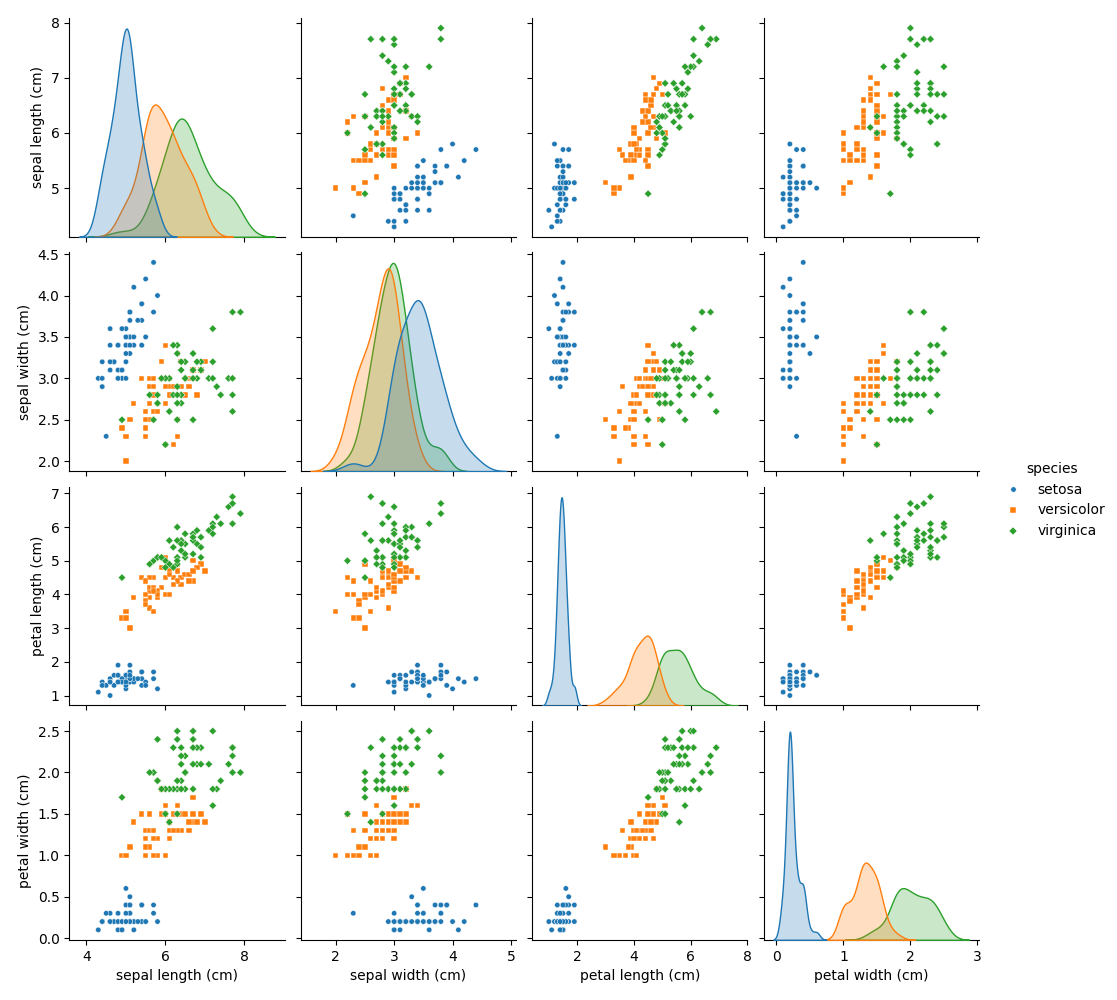 8
7
6
5
sepal length (cm)
4.5
4.0
3.5
3.0
2.5
2.0
sepal width (cm)
species
setosa
versicolor
virginica
7
6
5
4
3
2
1
petal length (cm)
2.5
2.0
1.5
1.0
0.5
0.0
petal width (cm)
4 6 8
2 3 4 5
2 4 6 8
0 1 2 3
sepal length (cm)
sepal width (cm)
petal length (cm)
petal width (cm)